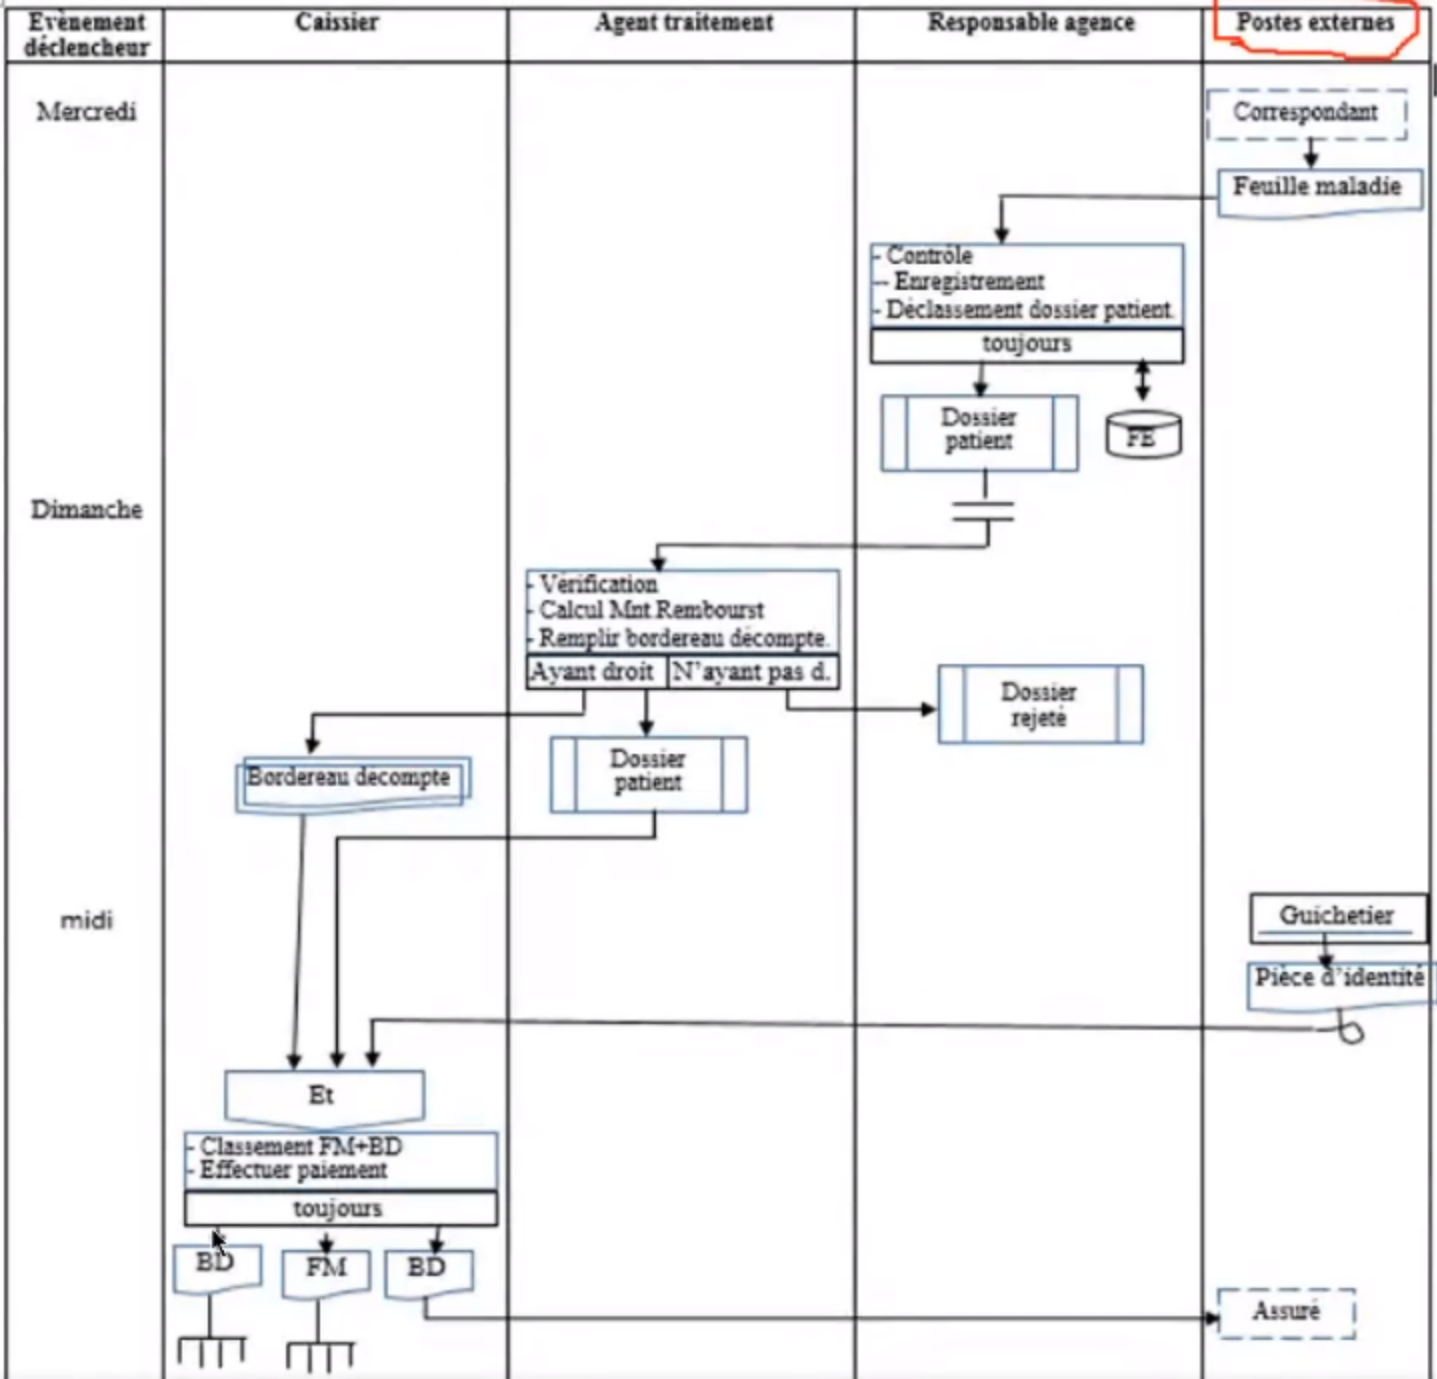 Evènement
déclencheur
Caissier
Agent traitement
Responsable agence
Postes externes
Mercredi
Correspondant
Feuille maladie
- Contrôle
- Enregistrement
- Déclassement dossier patient.
toujours
Dossier
patient
FE
Dimanche
- Vérification
- Calcul Mnt Rembourst
- Remplir bordereau décompte.
Ayant droit
N'ayant pas d.
Dossier
rejeté
Bordereau décompte
Dossier
patient
midi
Guichetier
Pièce d'identité
Et
- Classement FM+BD
- Effectuer paiement
toujours
BD
FM
BD
Assuré